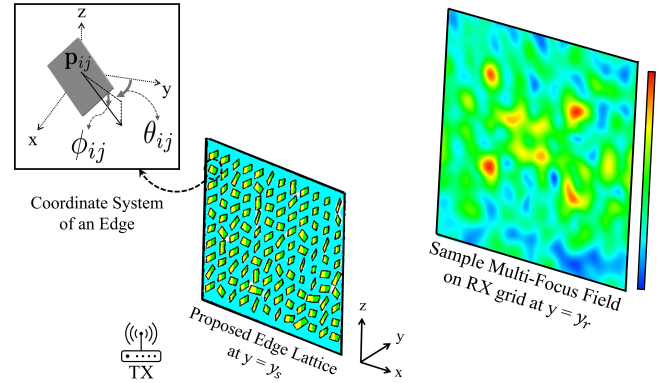 z
p_ij
y
x
ϕ_ij
θ_ij
Coordinate System
of an Edge
TX
Proposed Edge Lattice
at y = y_s
z
y
x
Sample Multi-Focus Field
on RX grid at y = y_r